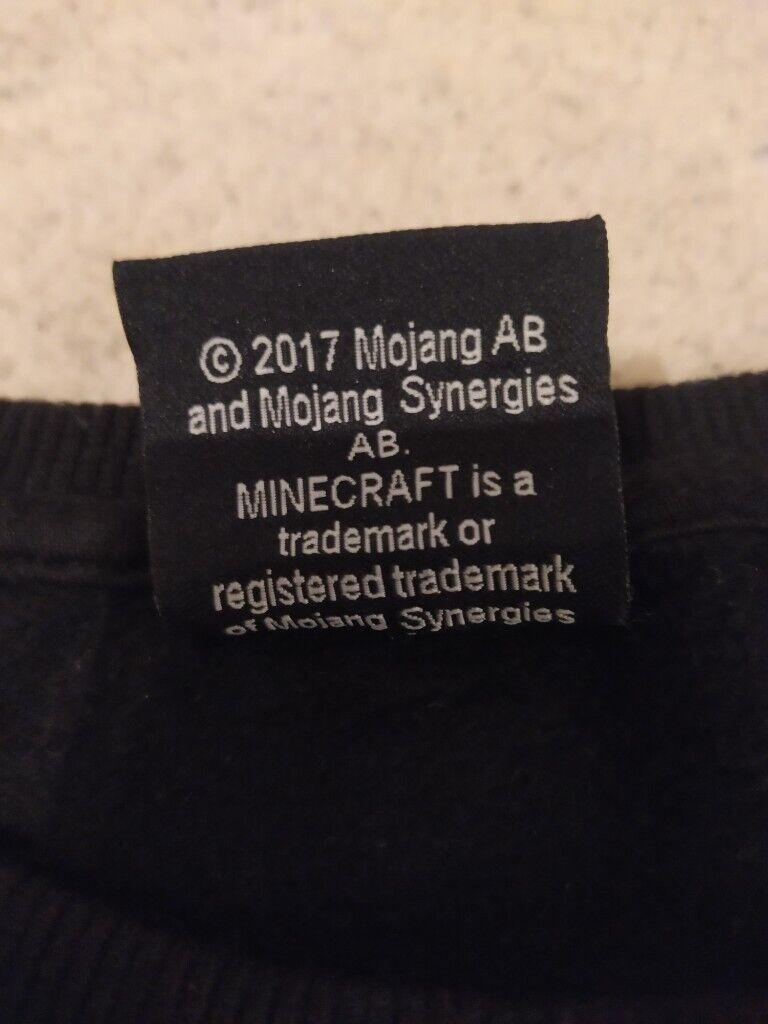 © 2017 Mojang AB
and Mojang Synergies
AB.
MINECRAFT is a
trademark or
registered trademark
of Mojang Synergies